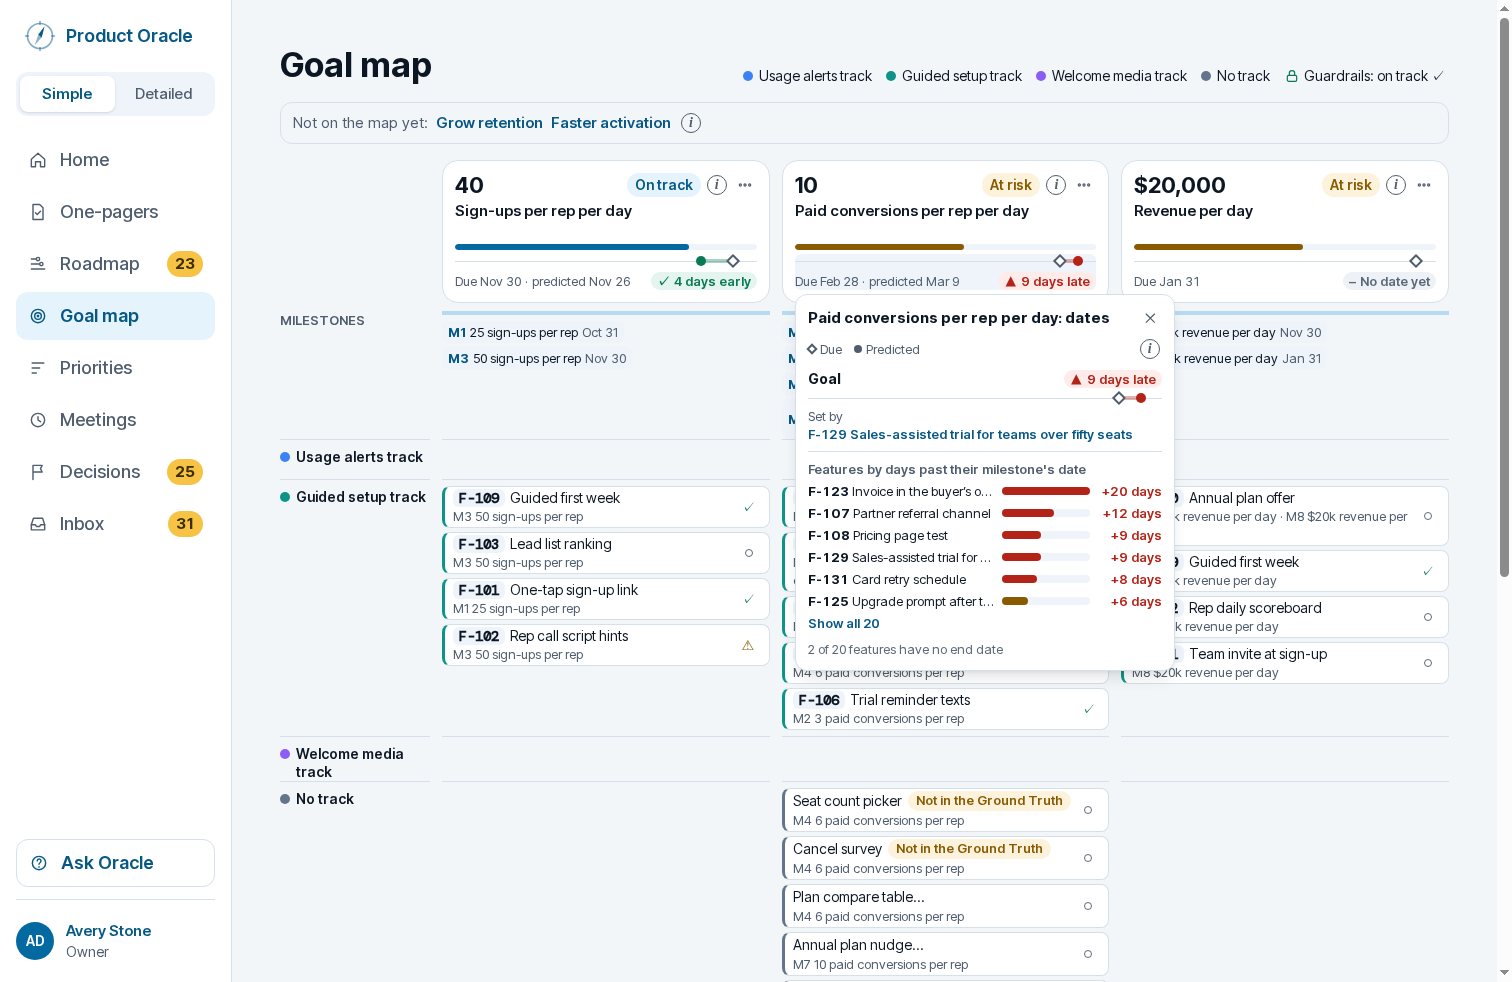 Product Oracle
Simple
Detailed
Home
One-pagers
Roadmap
23
Goal map
Priorities
Meetings
Decisions
25
Inbox
31
Ask Oracle
AD
Avery Stone
Owner
Goal map
Usage alerts track
Guided setup track
Welcome media track
No track
Guardrails: on track ✓
Not on the map yet: Grow retention Faster activation i
40
On track
i
•••
Sign-ups per rep per day
Due Nov 30 · predicted Nov 26
✓ 4 days early
10
At risk
i
•••
Paid conversions per rep per day
Due Feb 28 · predicted Mar 9
▲ 9 days late
$20,000
At risk
i
•••
Revenue per day
Due Jan 31
– No date yet
MILESTONES
M1 25 sign-ups per rep Oct 31
M3 50 sign-ups per rep Nov 30
k revenue per day Nov 30
k revenue per day Jan 31
Paid conversions per rep per day: dates
Due
Predicted
i
Goal
▲ 9 days late
Set by
F-129 Sales-assisted trial for teams over fifty seats
Features by days past their milestone's date
F-123 Invoice in the buyer's o… +20 days
F-107 Partner referral channel +12 days
F-108 Pricing page test +9 days
F-129 Sales-assisted trial for … +9 days
F-131 Card retry schedule +8 days
F-125 Upgrade prompt after t… +6 days
Show all 20
2 of 20 features have no end date
Usage alerts track
Guided setup track
F-109 Guided first week
M3 50 sign-ups per rep
✓
F-103 Lead list ranking
M3 50 sign-ups per rep
F-101 One-tap sign-up link
M1 25 sign-ups per rep
✓
F-102 Rep call script hints
M3 50 sign-ups per rep
⚠
M4 6 paid conversions per rep
F-106 Trial reminder texts
M2 3 paid conversions per rep
✓
Annual plan offer
k revenue per day · M8 $20k revenue per
Guided first week
k revenue per day
✓
Rep daily scoreboard
k revenue per day
Team invite at sign-up
M8 $20k revenue per day
Welcome media
track
No track
Seat count picker Not in the Ground Truth
M4 6 paid conversions per rep
Cancel survey Not in the Ground Truth
M4 6 paid conversions per rep
Plan compare table…
M4 6 paid conversions per rep
Annual plan nudge…
M7 10 paid conversions per rep